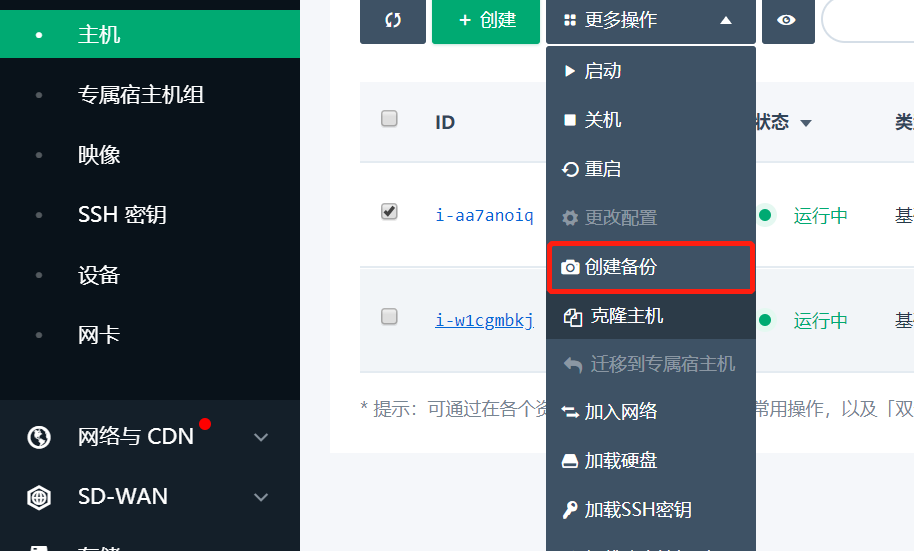 主机
专属宿主机组
映像
SSH 密钥
设备
网卡
网络与 CDN
SD-WAN
创建
更多操作
启动
关机
重启
更改配置
创建备份
克隆主机
迁移到专属宿主机
加入网络
加载硬盘
加载SSH密钥
ID
状态
i-aa7anoiq
运行中
基
i-w1cgmbkj
运行中
基
* 提示：可通过在各个资
常用操作，以及「双